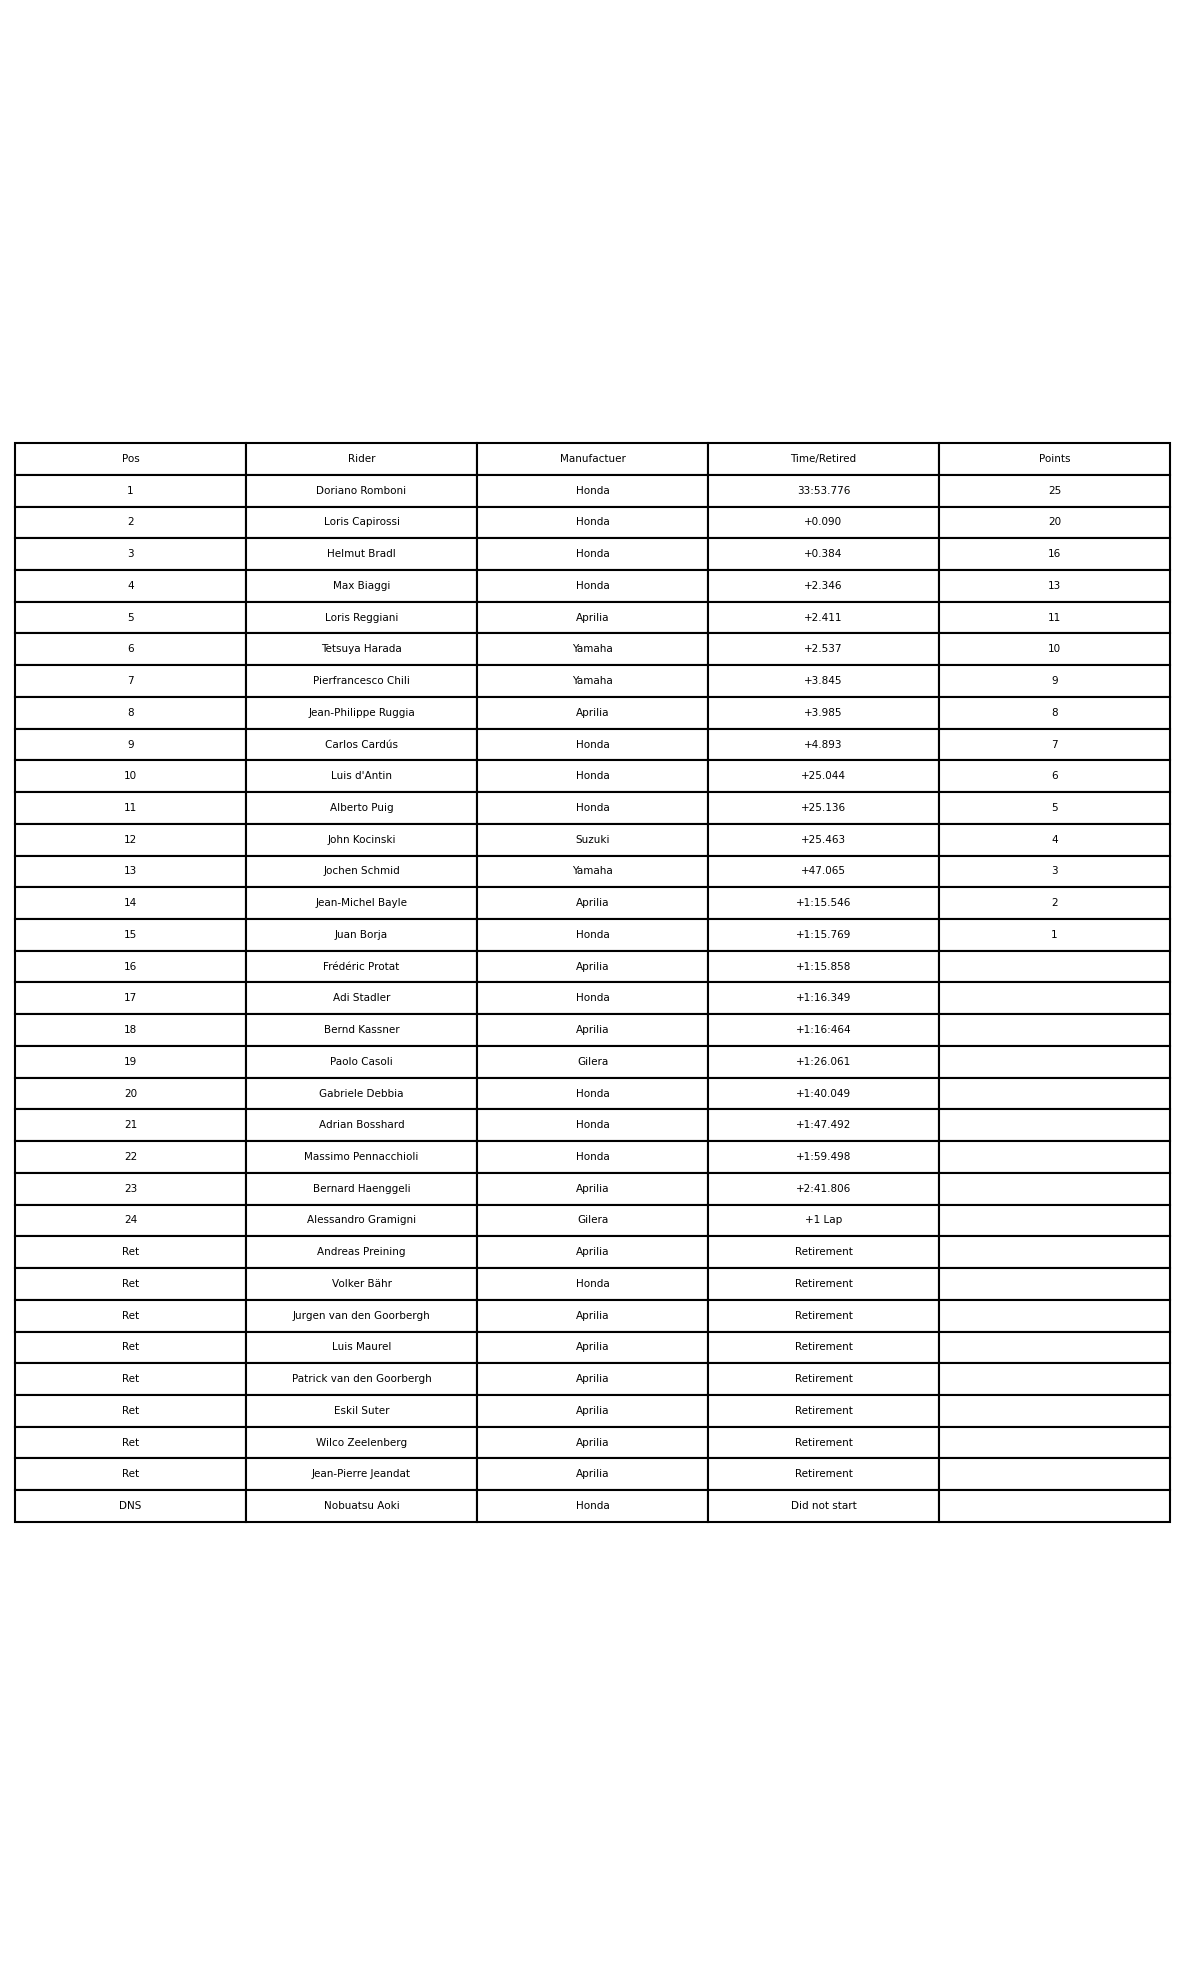 Pos Rider Manufactuer Time/Retired Points
1 Doriano Romboni Honda 33:53.776 25
2 Loris Capirossi Honda +0.090 20
3 Helmut Bradl Honda +0.384 16
4 Max Biaggi Honda +2.346 13
5 Loris Reggiani Aprilia +2.411 11
6 Tetsuya Harada Yamaha +2.537 10
7 Pierfrancesco Chili Yamaha +3.845 9
8 Jean-Philippe Ruggia Aprilia +3.985 8
9 Carlos Cardús Honda +4.893 7
10 Luis d'Antin Honda +25.044 6
11 Alberto Puig Honda +25.136 5
12 John Kocinski Suzuki +25.463 4
13 Jochen Schmid Yamaha +47.065 3
14 Jean-Michel Bayle Aprilia +1:15.546 2
15 Juan Borja Honda +1:15.769 1
16 Frédéric Protat Aprilia +1:15.858
17 Adi Stadler Honda +1:16.349
18 Bernd Kassner Aprilia +1:16:464
19 Paolo Casoli Gilera +1:26.061
20 Gabriele Debbia Honda +1:40.049
21 Adrian Bosshard Honda +1:47.492
22 Massimo Pennacchioli Honda +1:59.498
23 Bernard Haenggeli Aprilia +2:41.806
24 Alessandro Gramigni Gilera +1 Lap
Ret Andreas Preining Aprilia Retirement
Ret Volker Bähr Honda Retirement
Ret Jurgen van den Goorbergh Aprilia Retirement
Ret Luis Maurel Aprilia Retirement
Ret Patrick van den Goorbergh Aprilia Retirement
Ret Eskil Suter Aprilia Retirement
Ret Wilco Zeelenberg Aprilia Retirement
Ret Jean-Pierre Jeandat Aprilia Retirement
DNS Nobuatsu Aoki Honda Did not start